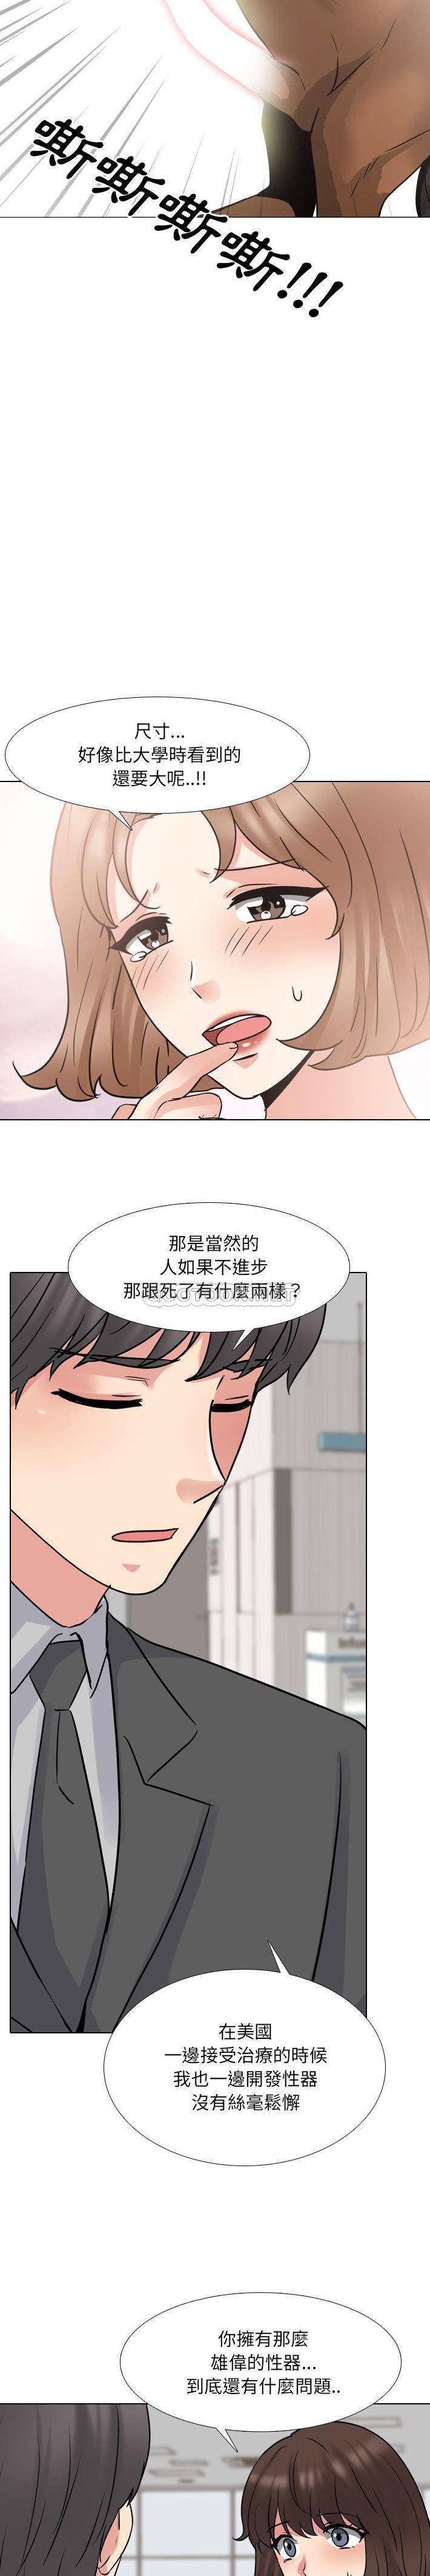 嘶嘶嘶嘶!!!
尺寸...
好像比大學時看到的
還要大呢..!!
那是當然的
人如果不進步
那跟死了有什麼兩樣？
在美國
一邊接受治療的時候
我也一邊開發性器
沒有絲毫鬆懈
你擁有那麼
雄偉的性器...
到底還有什麼問題..